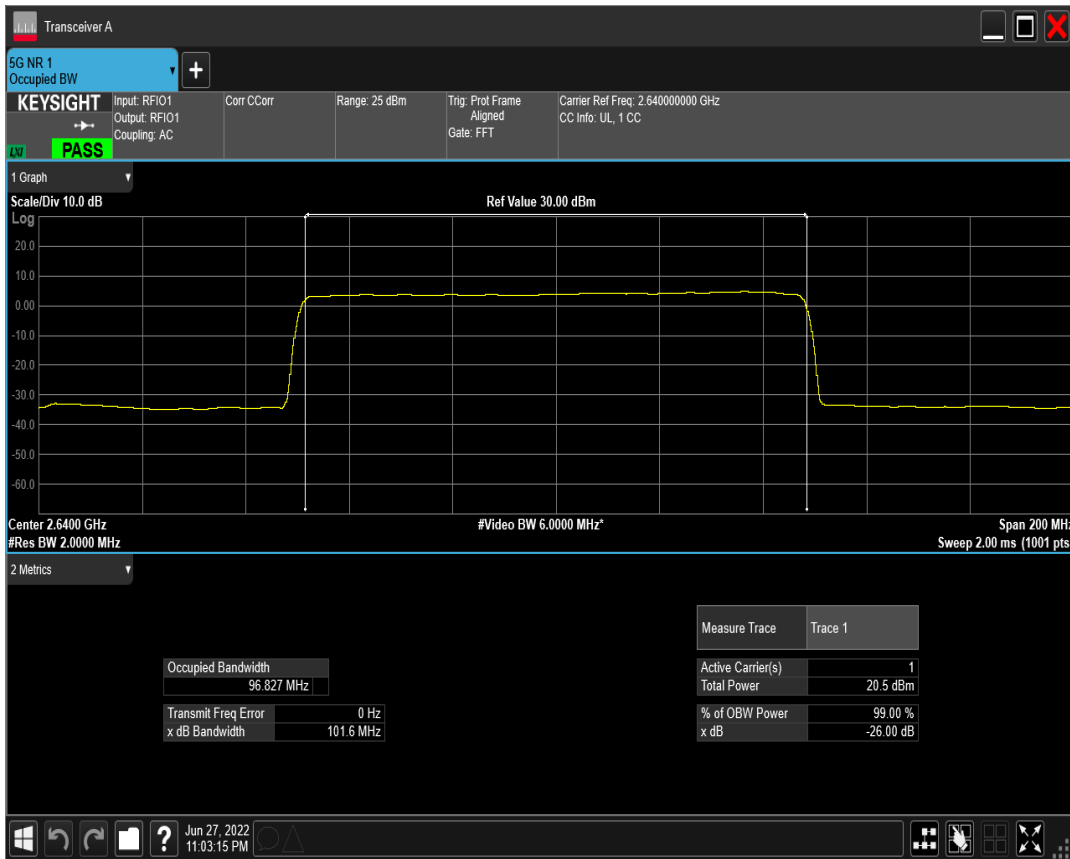 Transceiver A
5G NR 1
Occupied BW
KEYSIGHT
LXI
PASS
Input: RFIO1
Output: RFIO1
Coupling: AC
Corr CCorr
Range: 25 dBm
Trig: Prot Frame
Aligned
Gate: FFT
Carrier Ref Freq: 2.640000000 GHz
CC Info: UL, 1 CC
1 Graph
Scale/Div 10.0 dB
Ref Value 30.00 dBm
Log
20.0
10.0
0.00
-10.0
-20.0
-30.0
-40.0
-50.0
-60.0
Center 2.6400 GHz
#Video BW 6.0000 MHz*
Span 200 MHz
#Res BW 2.0000 MHz
Sweep 2.00 ms (1001 pts
2 Metrics
Measure Trace Trace 1
Occupied Bandwidth
96.827 MHz
Active Carrier(s) 1
Total Power 20.5 dBm
Transmit Freq Error 0 Hz
x dB Bandwidth 101.6 MHz
% of OBW Power 99.00 %
x dB -26.00 dB
?
Jun 27, 2022
11:03:15 PM